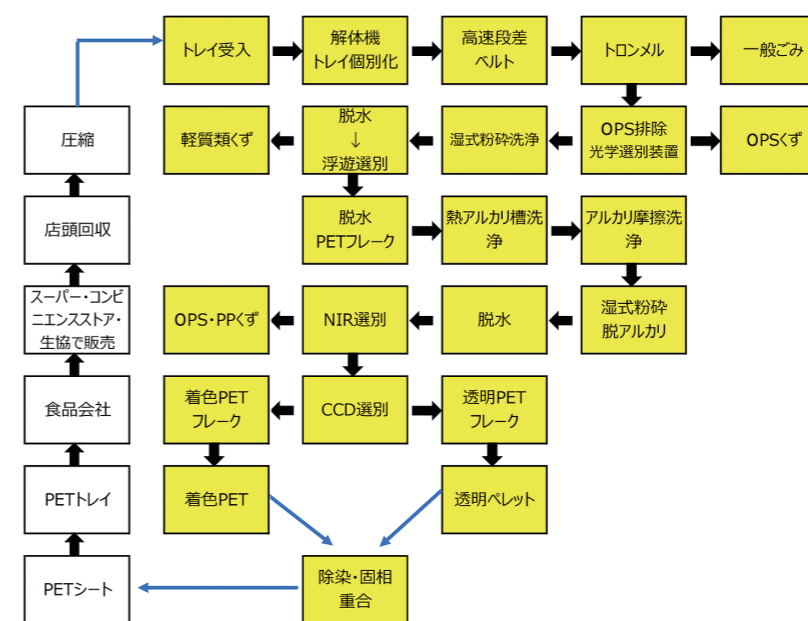 トレイ受入
解体機
トレイ個別化
高速段差
ベルト
トロンメル
一般ごみ
圧縮
軽質類くず
脱水
↓
浮遊選別
湿式粉砕洗浄
OPS排除
光学選別装置
OPSくず
店頭回収
脱水
PETフレーク
熱アルカリ槽洗
浄
アルカリ摩擦洗
浄
スーパー・コンビ
ニエンスストア・
生協で販売
OPS・PPくず
NIR選別
脱水
湿式粉砕
脱アルカリ
食品会社
着色PET
フレーク
CCD選別
透明PET
フレーク
PETトレイ
着色PET
透明ペレット
PETシート
除染・固相
重合